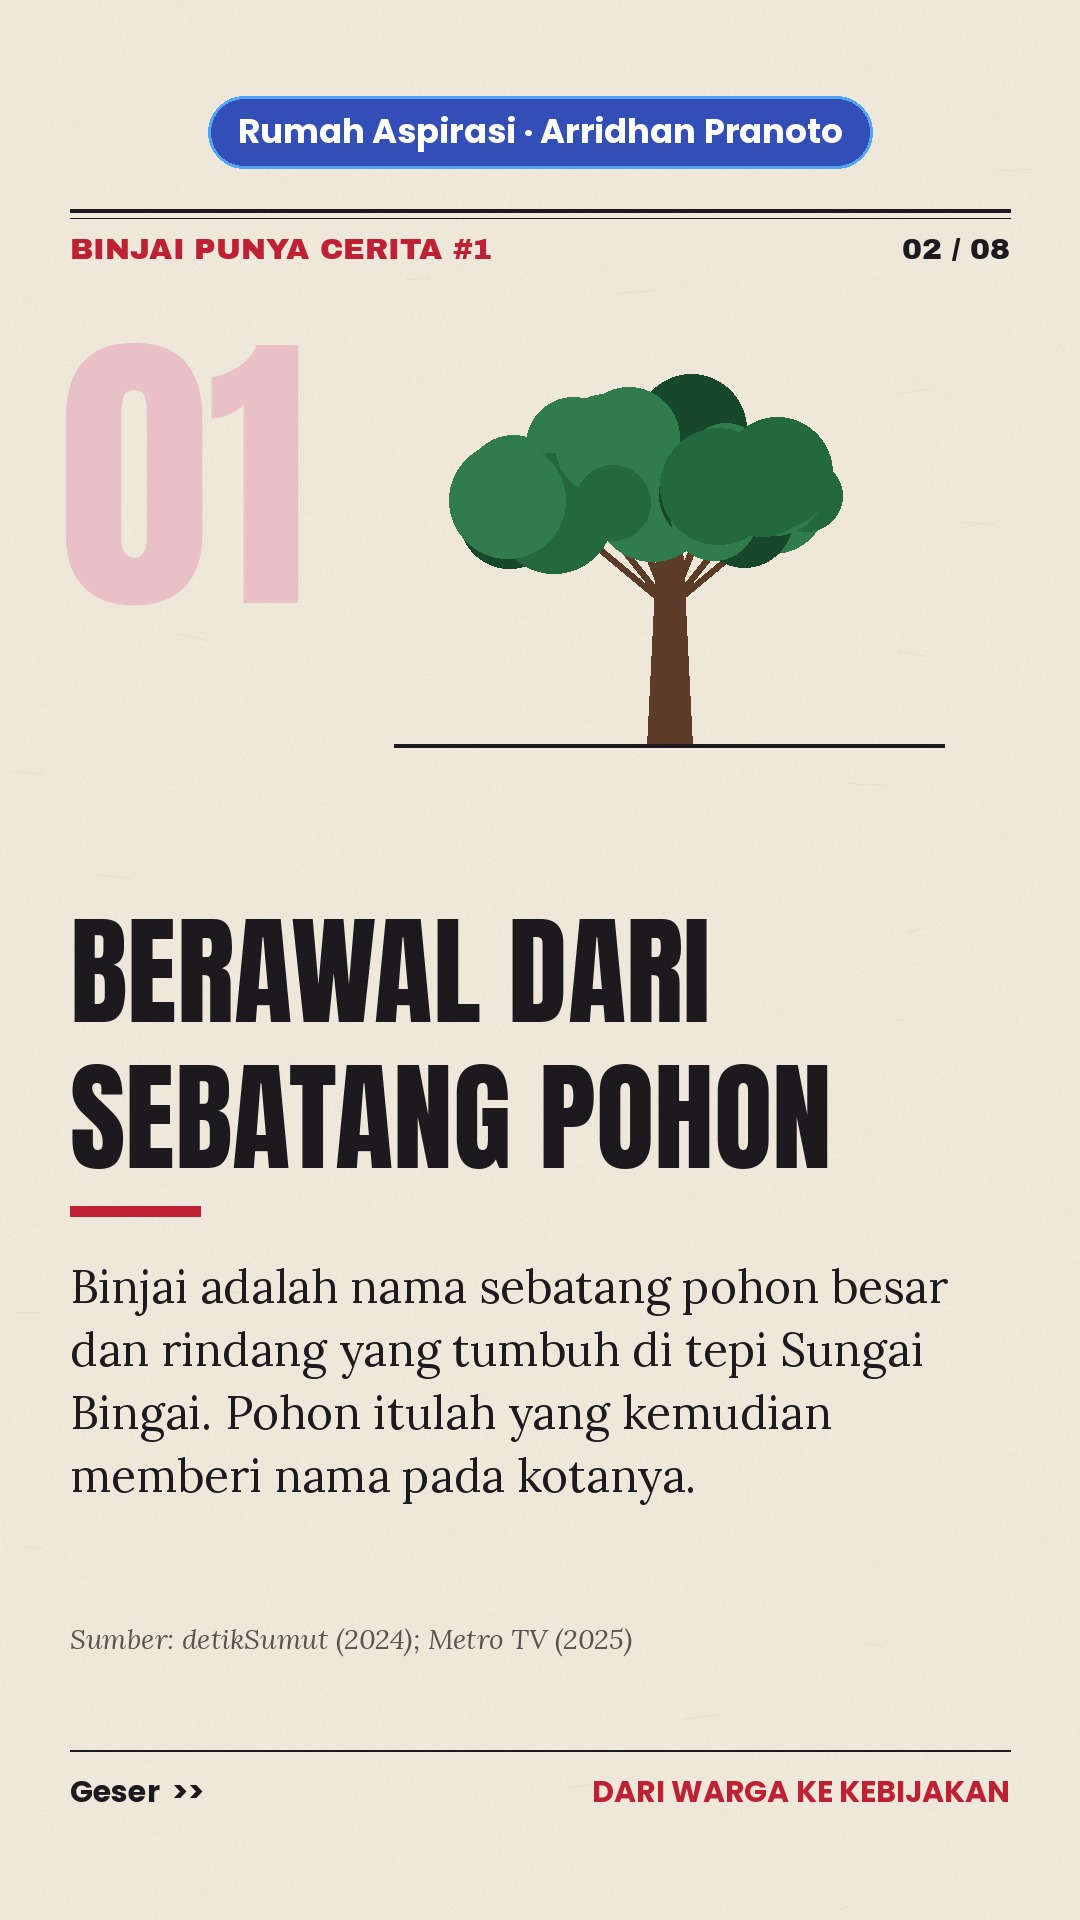 Rumah Aspirasi · Arridhan Pranoto
BINJAI PUNYA CERITA #1
02 / 08
01
BERAWAL DARI
SEBATANG POHON
Binjai adalah nama sebatang pohon besar
dan rindang yang tumbuh di tepi Sungai
Bingai. Pohon itulah yang kemudian
memberi nama pada kotanya.
Sumber: detikSumut (2024); Metro TV (2025)
Geser >>
DARI WARGA KE KEBIJAKAN